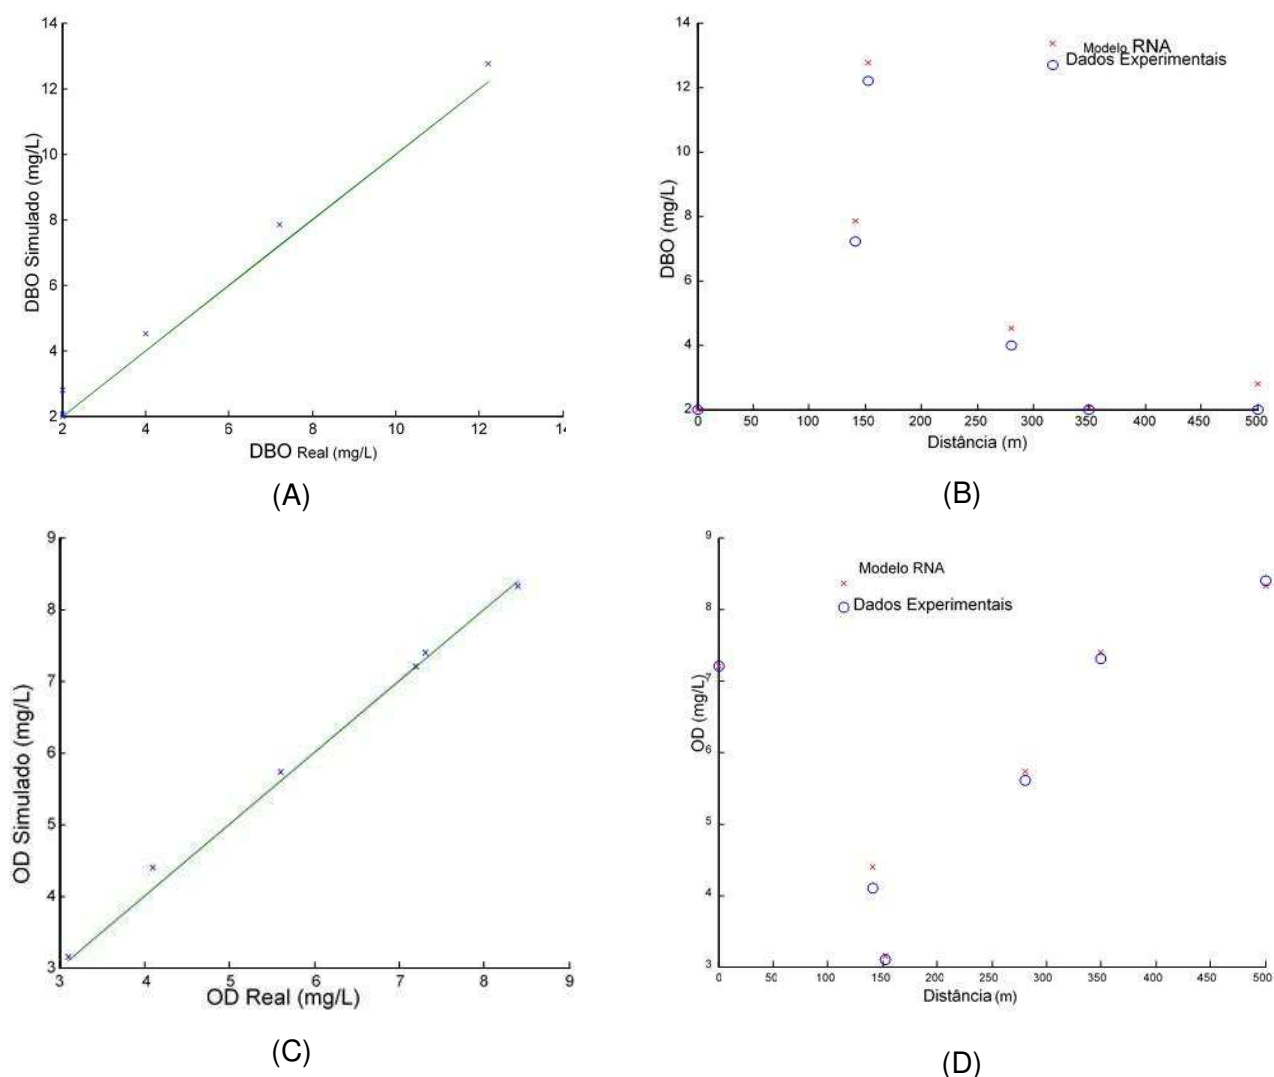 14
12
10
8
6
4
2
DBO Simulado (mg/L)
2 4 6 8 10 12 14
DBO Real (mg/L)
(A)
14
12
10
8
6
4
2
DBO (mg/L)
Modelo RNA
Dados Experimentais
0 50 100 150 200 250 300 350 400 450 500
Distância (m)
(B)
9
8
7
6
5
4
3
OD Simulado (mg/L)
3 4 5 6 7 8 9
OD Real (mg/L)
(C)
9
8
7
6
5
4
3
OD (mg/L)
Modelo RNA
Dados Experimentais
0 50 100 150 200 250 300 350 400 450 500
Distância (m)
(D)